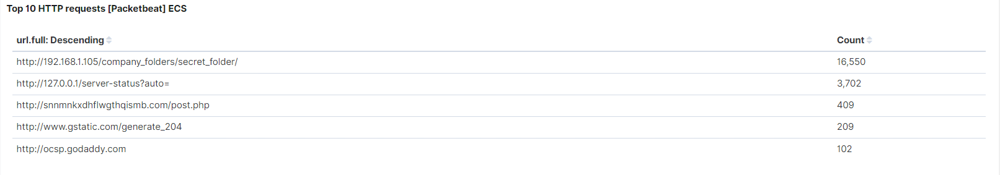 Top 10 HTTP requests [Packetbeat] ECS
url.full: Descending Count
http://192.168.1.105/company_folders/secret_folder/ 16,550
http://127.0.0.1/server-status?auto= 3,702
http://snnmnkxdhflwgthqismb.com/post.php 409
http://www.gstatic.com/generate_204 209
http://ocsp.godaddy.com 102